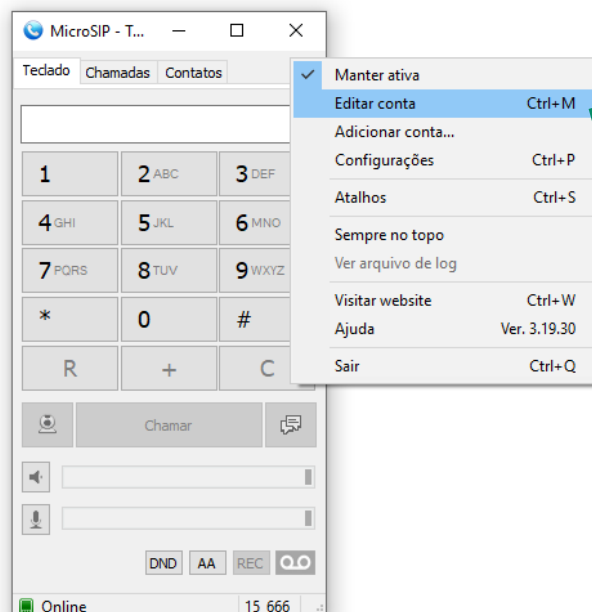 MicroSIP - T...
Teclado Chamadas Contatos
Manter ativa
Editar conta Ctrl+M
Adicionar conta...
Configurações Ctrl+P
Atalhos Ctrl+S
Sempre no topo
Ver arquivo de log
Visitar website Ctrl+W
Ajuda Ver. 3.19.30
Sair Ctrl+Q
1 2 ABC 3 DEF
4 GHI 5 JKL 6 MNO
7 PQRS 8 TUV 9 WXYZ
* 0 #
R + C
Chamar
DND AA REC
Online 15 666